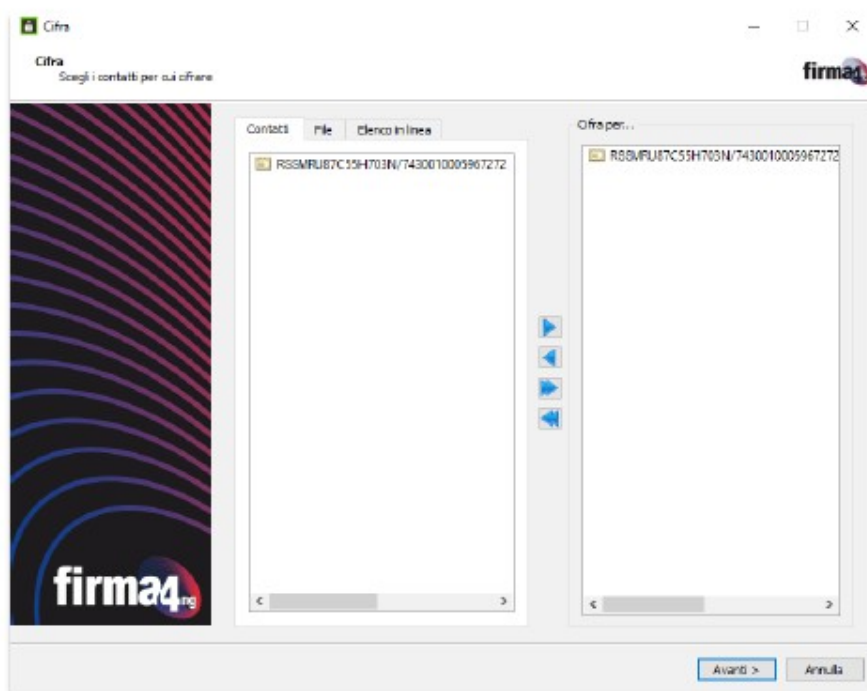 Cifra
Cifra
Scegli i contatti per cui cifrare
firma4
Contatti File Elenco in linea
Cifra per...
RSSMRU87C55H703N/7430010005967272
RSSMRU87C55H703N/7430010005967272
firma4ng
Avanti > Annulla